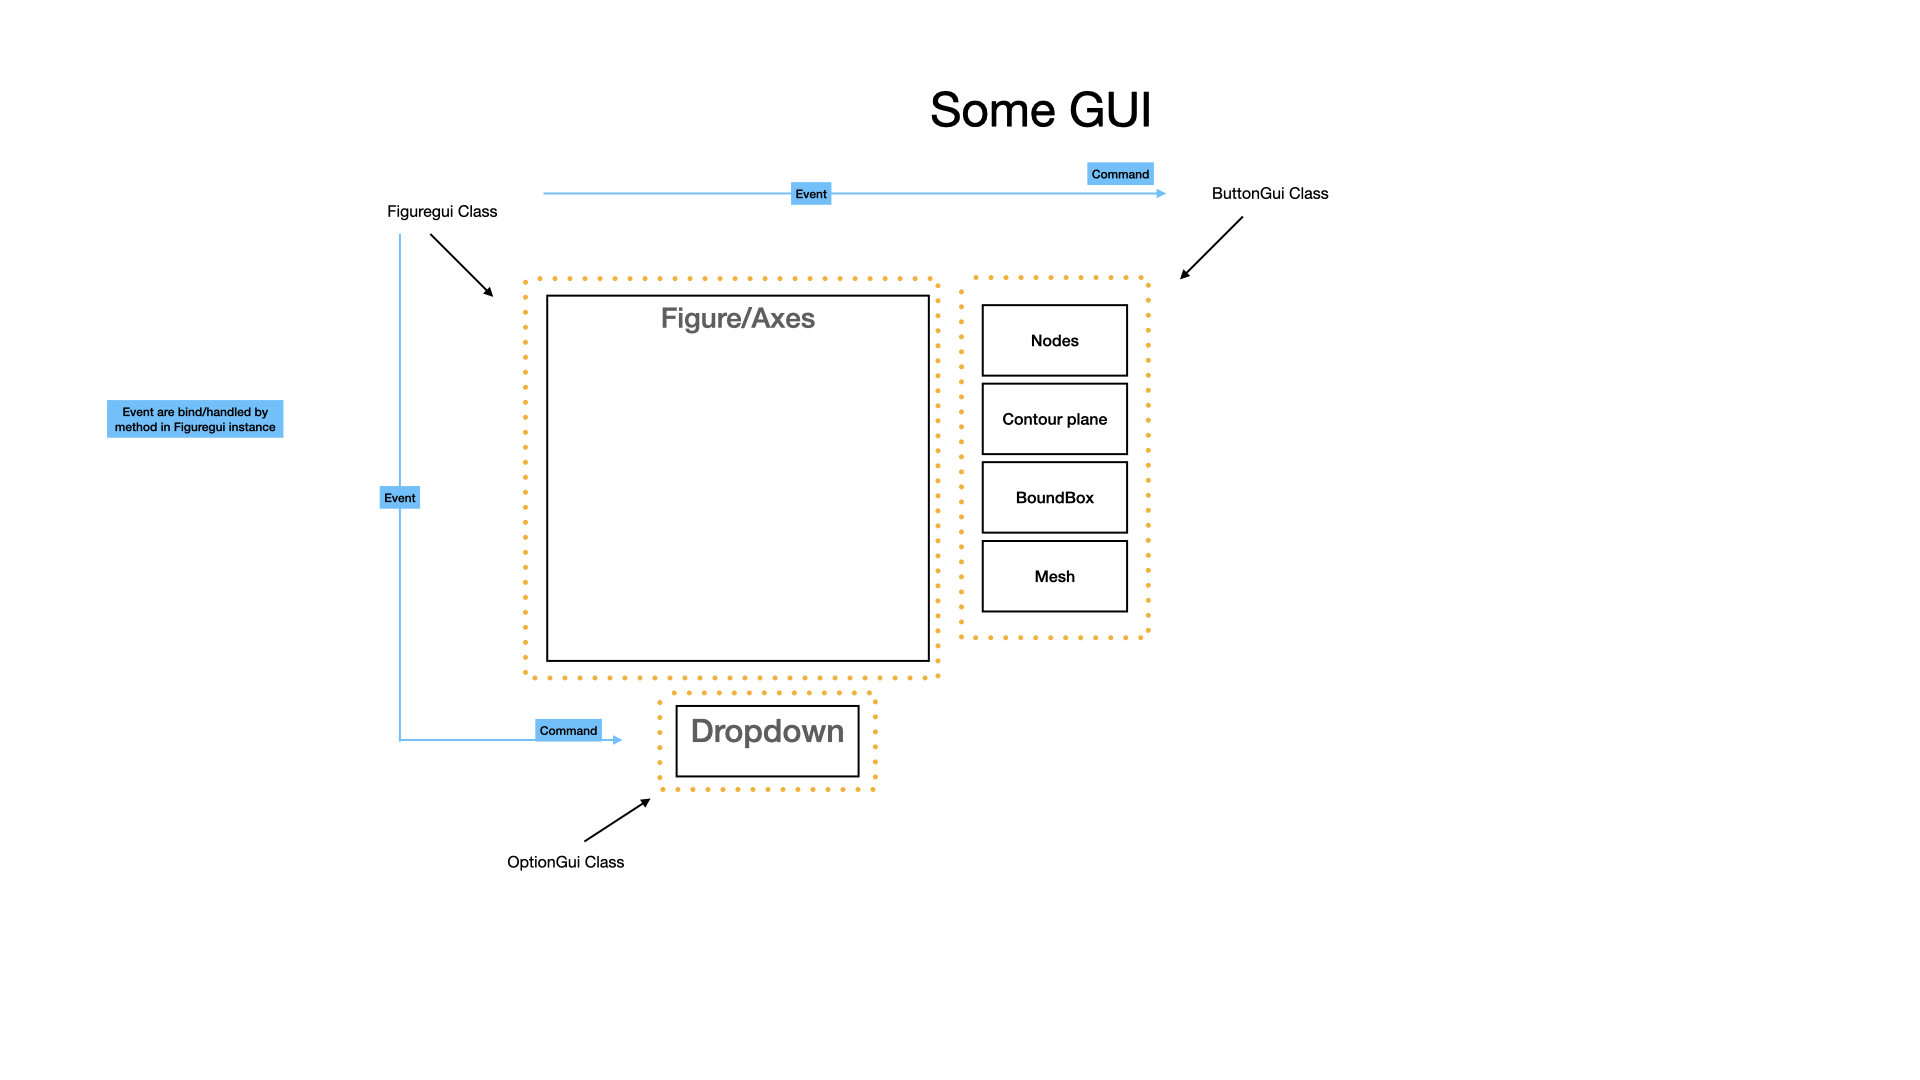 Some GUI
Command
Event
ButtonGui Class
Figuregui Class
Figure/Axes
Nodes
Contour plane
BoundBox
Mesh
Event are bind/handled by
method in Figuregui instance
Event
Command
Dropdown
OptionGui Class